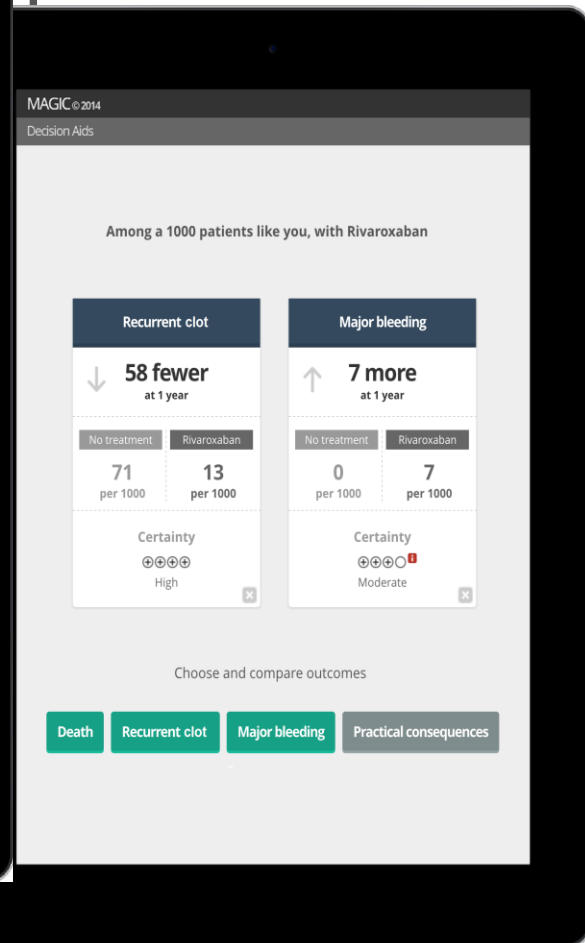 MAGIC © 2014
Decision Aids
Among a 1000 patients like you, with Rivaroxaban
Recurrent clot
58 fewer
at 1 year
No treatment Rivaroxaban
71 13
per 1000 per 1000
Certainty
High
Major bleeding
7 more
at 1 year
No treatment Rivaroxaban
0 7
per 1000 per 1000
Certainty
Moderate
Choose and compare outcomes
Death Recurrent clot Major bleeding Practical consequences